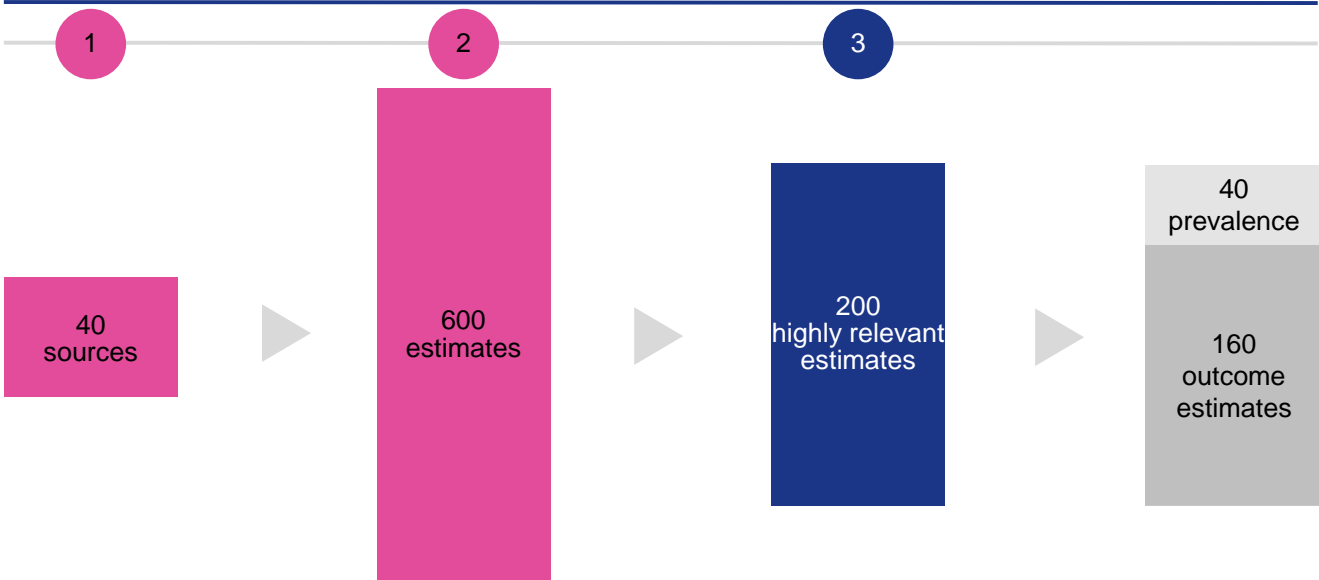 1
2
3
40
sources
600
estimates
200
highly relevant
estimates
40
prevalence
160
outcome
estimates